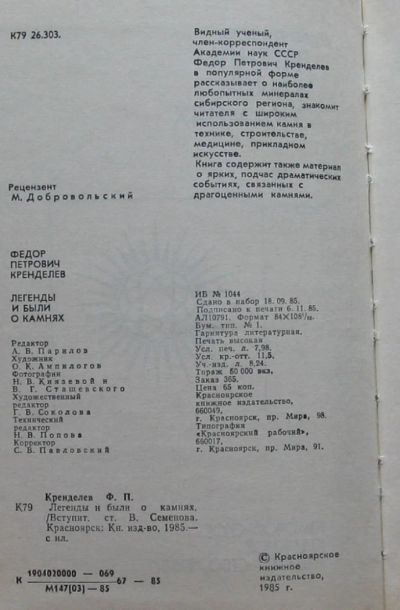 К79 26.303.
Видный ученый,
член-корреспондент
Академии наук СССР
Федор Петрович Кренделев
в популярной форме
рассказывает о наиболее
любопытных минералах
сибирского региона, знакомит
читателя с широким
использованием камня в
технике, строительстве,
медицине, прикладном
искусстве.
Книга содержит также материал
о ярких, подчас драматических
событиях, связанных с
драгоценными камнями.
Рецензент
М. Добровольский
ФЕДОР
ПЕТРОВИЧ
КРЕНДЕЛЕВ
ЛЕГЕНДЫ
И БЫЛИ
О КАМНЯХ
Редактор
А. В. Парилов
Художник
О. К. Ампилогов
Фотографии
Н. В. Князевой и
В. Г. Сташевского
Художественный
редактор
Г. В. Соколова
Технический
редактор
Н. В. Попова
Корректор
С. В. Павловский
ИБ № 1044
Сдано в набор 18.09.85.
Подписано к печати 6.11.85.
АЛ10791. Формат 84×108¹/₃₂.
Бум. тип. № 1.
Гарнитура литературная.
Печать высокая
Усл. печ. л. 7,98.
Усл. кр.-отт. 11,5.
Уч.-изд. л. 8,24.
Тираж 50 000 экз.
Заказ 365.
Цена 65 коп.
Красноярское
книжное издательство,
660049,
г. Красноярск, пр. Мира, 98.
Типография
«Красноярский рабочий»,
660017,
г. Красноярск, пр. Мира, 91.
Кренделев Ф. П.
К79 Легенды и были о камнях.
/Вступит. ст. В. Семенова.
Красноярск: Кн. изд-во, 1985.—
с ил.
К 1904020000 — 069
М147(03) — 85 67 — 85
© Красноярское
книжное
издательство,
1985 г.